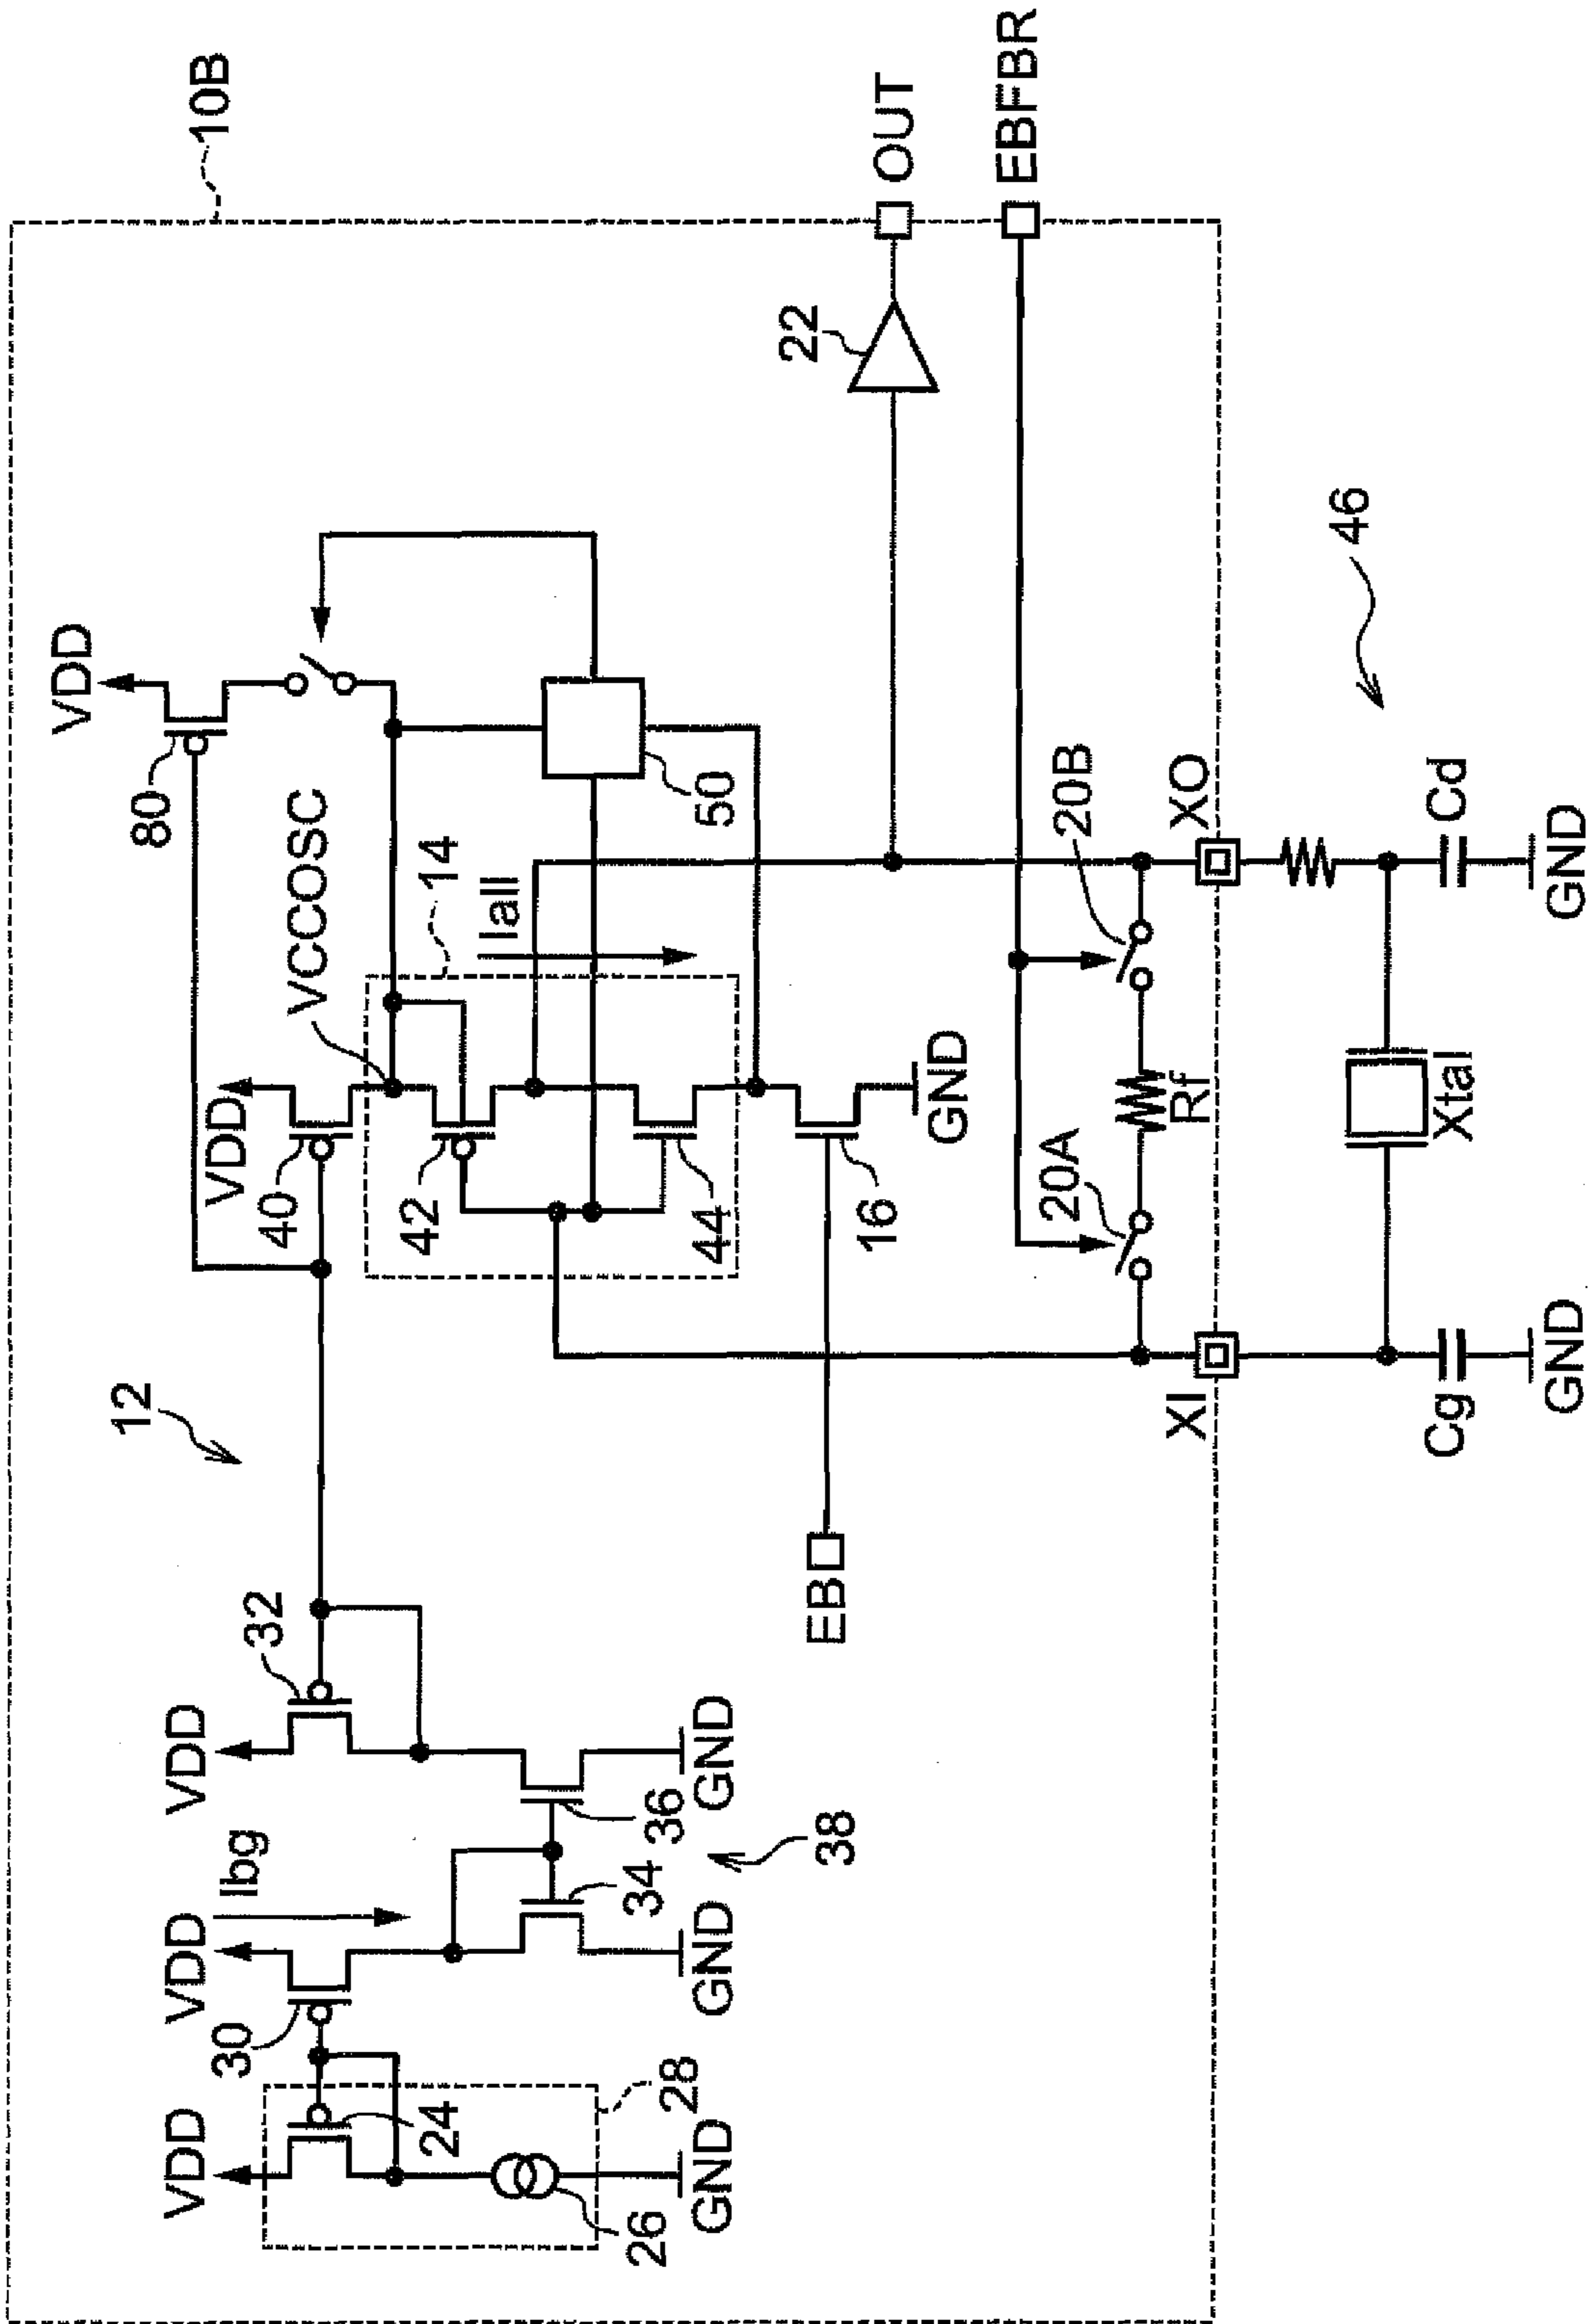 10B
VDD
80
VCCOSC
14
Iall
VDD
40
42
44
50
16
GND
12
VDD
32
Ibg
VDD
30
VDD
24
28
26
GND
34
GND
36
GND
38
EB
22
OUT
EBFBR
20A
20B
Rf
XI
XO
46
Cg
GND
Xtal
Cd
GND